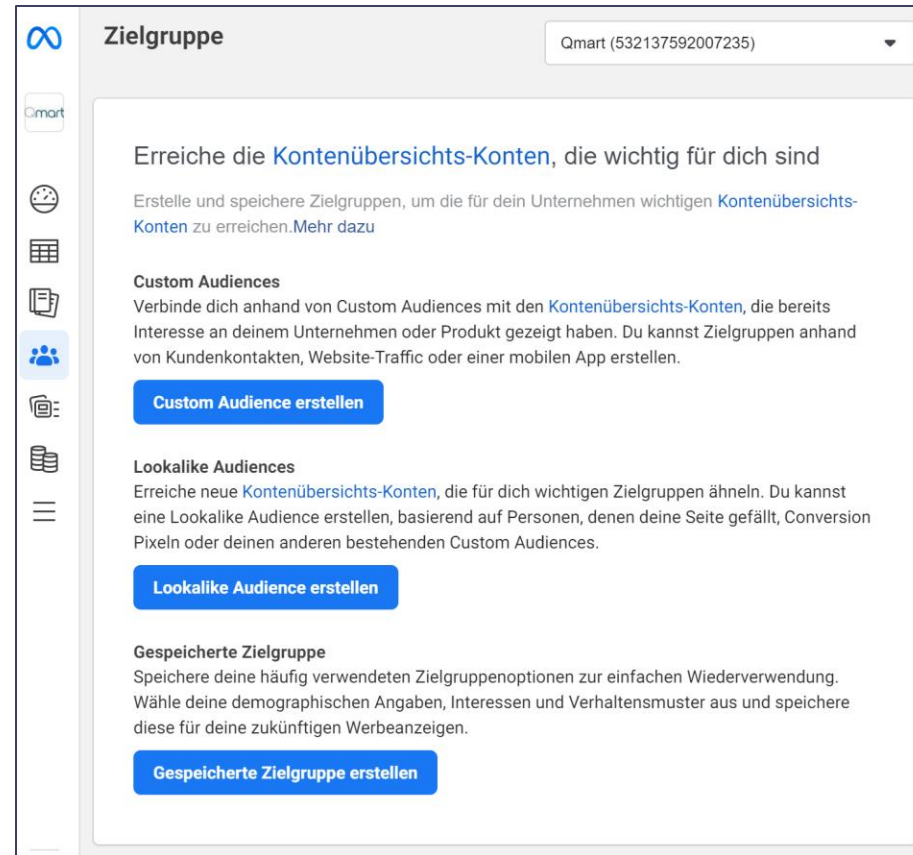 Zielgruppe
Qmart (532137592007235)
Qmart
Erreiche die Kontenübersichts-Konten, die wichtig für dich sind
Erstelle und speichere Zielgruppen, um die für dein Unternehmen wichtigen Kontenübersichts-
Konten zu erreichen.Mehr dazu
Custom Audiences
Verbinde dich anhand von Custom Audiences mit den Kontenübersichts-Konten, die bereits
Interesse an deinem Unternehmen oder Produkt gezeigt haben. Du kannst Zielgruppen anhand
von Kundenkontakten, Website-Traffic oder einer mobilen App erstellen.
Custom Audience erstellen
Lookalike Audiences
Erreiche neue Kontenübersichts-Konten, die für dich wichtigen Zielgruppen ähneln. Du kannst
eine Lookalike Audience erstellen, basierend auf Personen, denen deine Seite gefällt, Conversion
Pixeln oder deinen anderen bestehenden Custom Audiences.
Lookalike Audience erstellen
Gespeicherte Zielgruppe
Speichere deine häufig verwendeten Zielgruppenoptionen zur einfachen Wiederverwendung.
Wähle deine demographischen Angaben, Interessen und Verhaltensmuster aus und speichere
diese für deine zukünftigen Werbeanzeigen.
Gespeicherte Zielgruppe erstellen